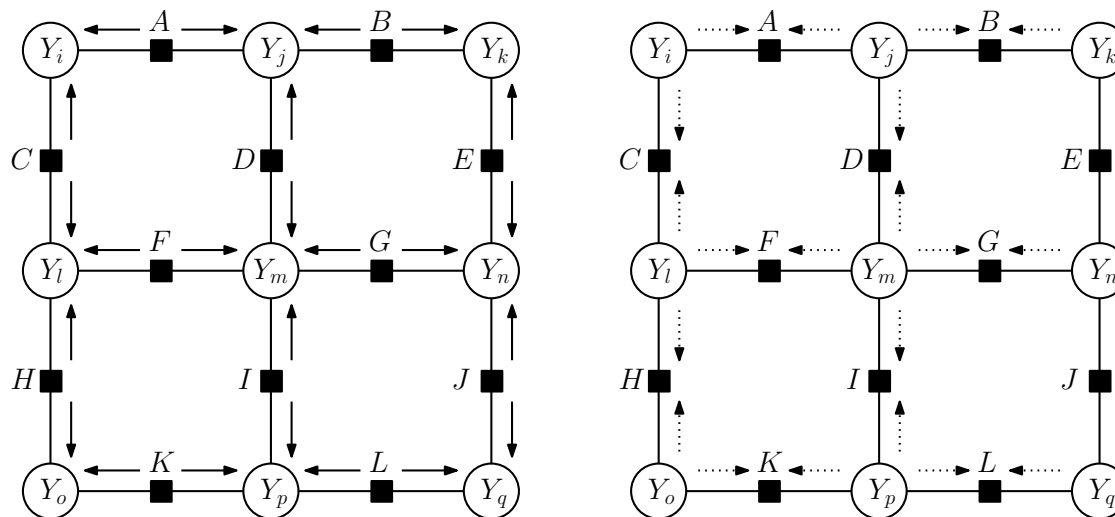 A B A B
Y_i Y_j Y_k Y_i Y_j Y_k
C D E C D E
F G F G
Y_l Y_m Y_n Y_l Y_m Y_n
H I J H I J
K L K L
Y_o Y_p Y_q Y_o Y_p Y_q